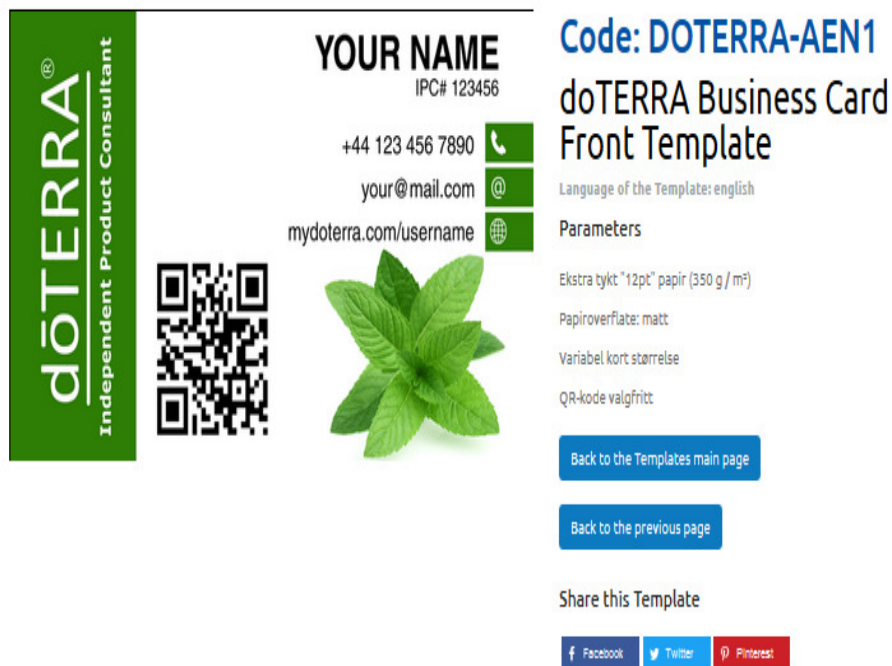 dōTERRA®
Independent Product Consultant
YOUR NAME
IPC# 123456
+44 123 456 7890
your@mail.com
@
mydoterra.com/username
Code: DOTERRA-AEN1
doTERRA Business Card
Front Template
Language of the Template: english
Parameters
Ekstra tykt "12pt" papir (350 g / m²)
Papiroverflate: matt
Variabel kort størrelse
QR-kode valgfritt
Back to the Templates main page
Back to the previous page
Share this Template
Facebook
Twitter
Pinterest